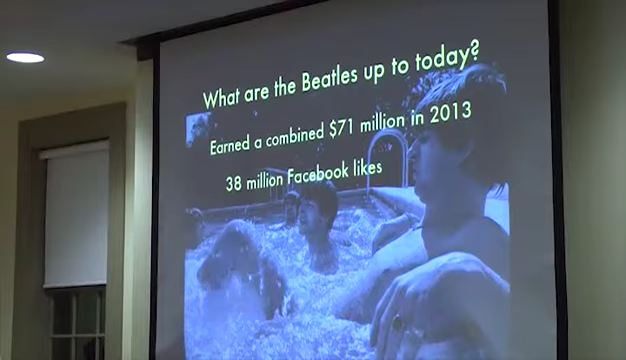 What are the Beatles up to today?
Earned a combined $71 million in 2013
38 million Facebook likes